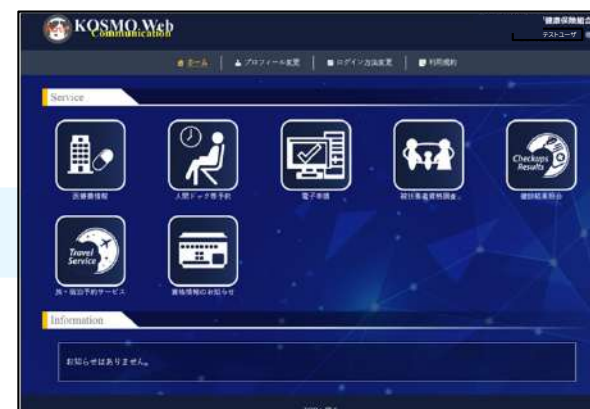 KOSMO Web
Communication
健康保険組合
テストユーザ 様
ホーム
プロフィール変更
ログイン方法変更
利用規約
Service
医療費情報
人間ドック等予約
電子申請
被扶養者資格調査
Checkups
Results
健診結果照会
Travel
Service
旅・宿泊予約サービス
資格情報のお知らせ
Information
お知らせはありません。